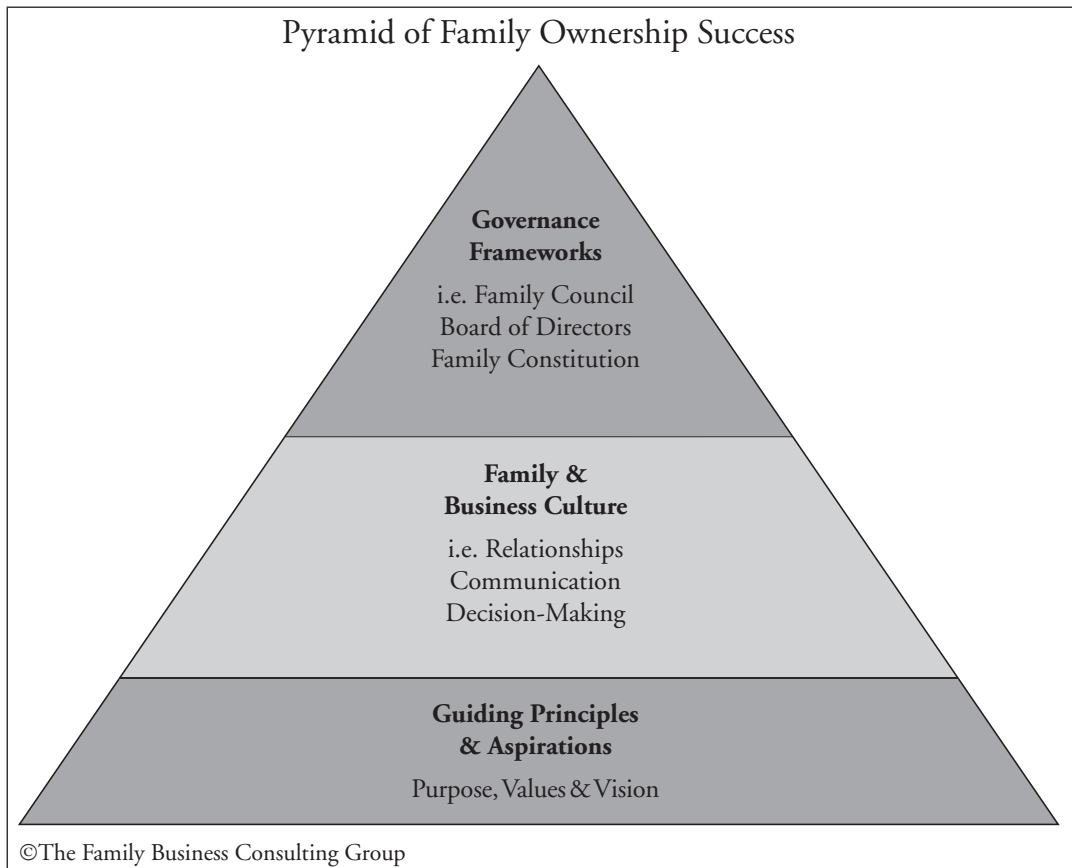 Pyramid of Family Ownership Success
Governance
Frameworks
i.e. Family Council
Board of Directors
Family Constitution
Family &
Business Culture
i.e. Relationships
Communication
Decision-Making
Guiding Principles
& Aspirations
Purpose, Values & Vision
©The Family Business Consulting Group